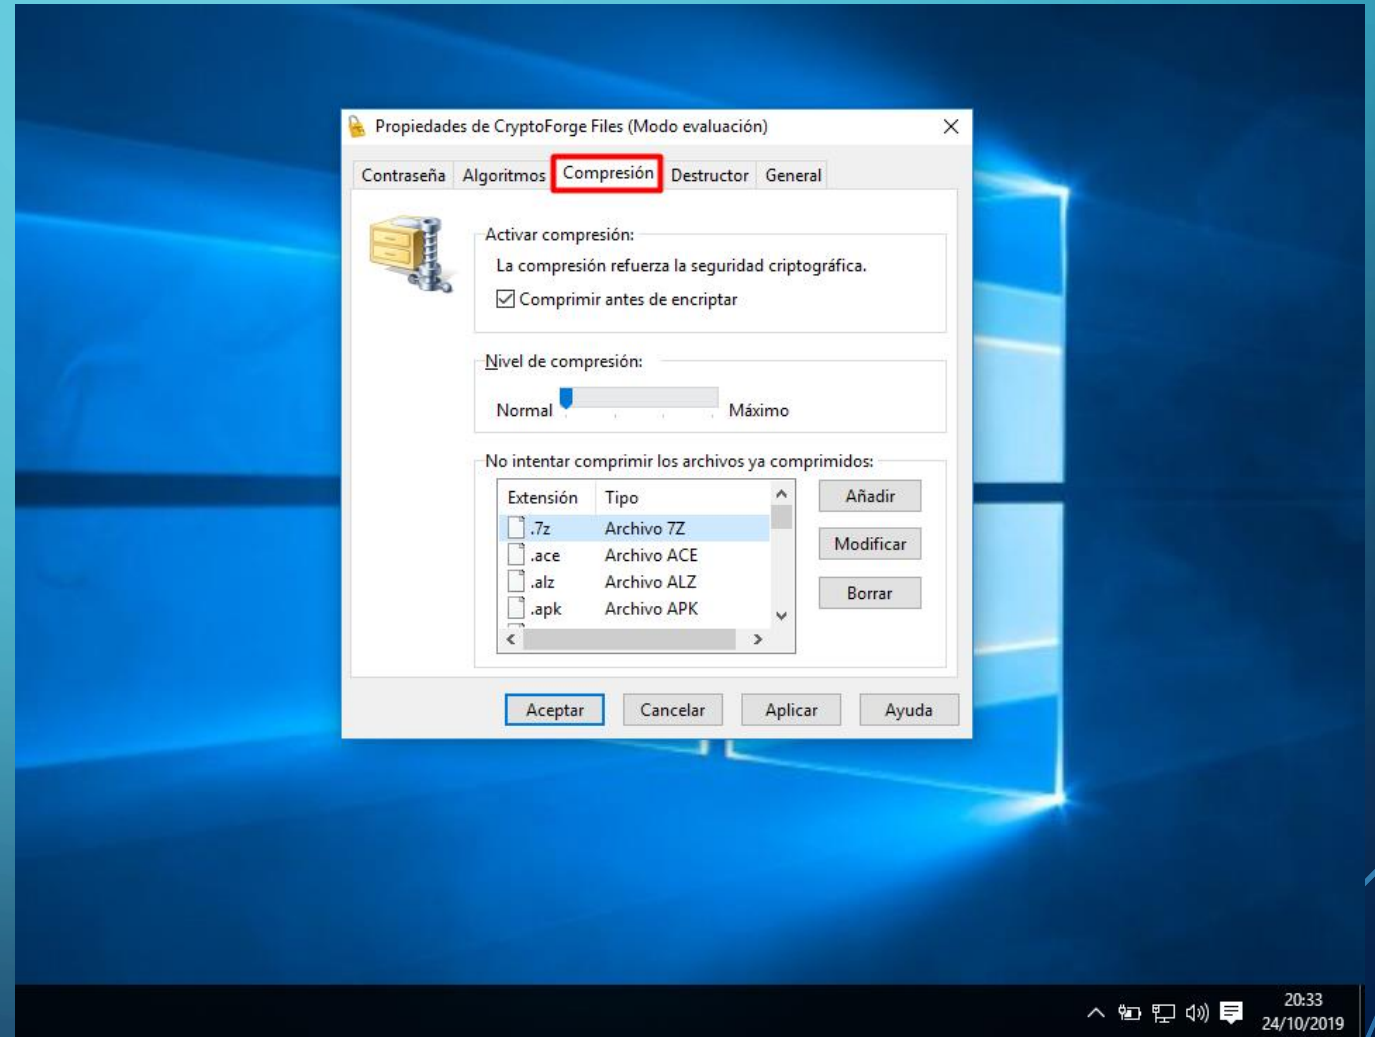 Propiedades de CryptoForge Files (Modo evaluación)
Contraseña Algoritmos Compresión Destructor General
Activar compresión:
La compresión refuerza la seguridad criptográfica.
Comprimir antes de encriptar
Nivel de compresión:
Normal Máximo
No intentar comprimir los archivos ya comprimidos:
Extensión Tipo Añadir
.7z Archivo 7Z
.ace Archivo ACE Modificar
.alz Archivo ALZ
.apk Archivo APK Borrar
Aceptar Cancelar Aplicar Ayuda
20:33
24/10/2019